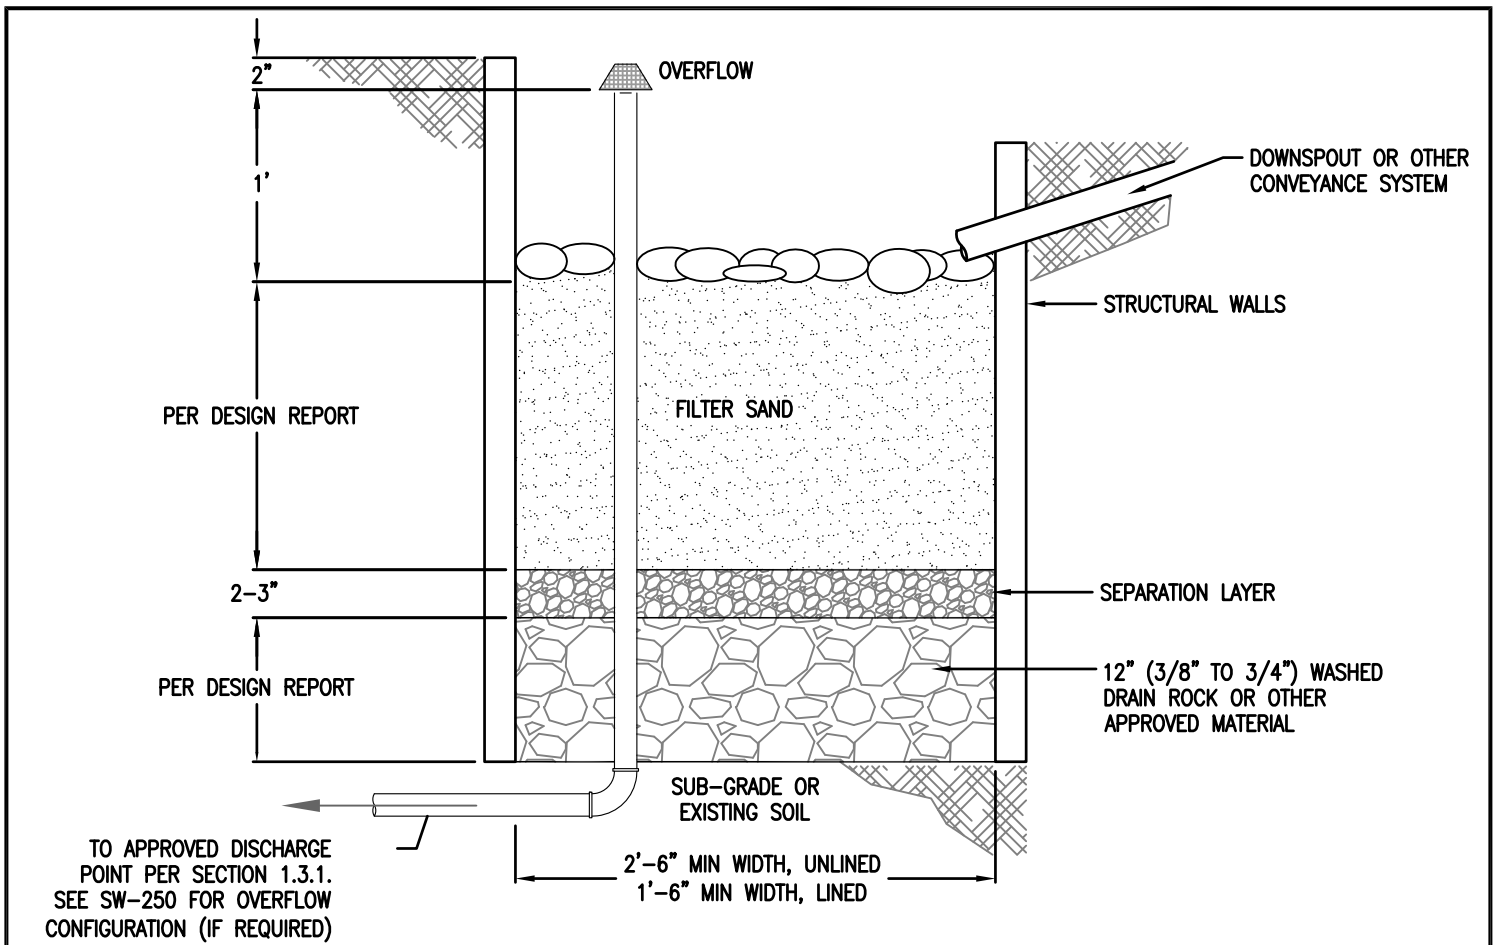 2"
OVERFLOW
DOWNSPOUT OR OTHER
CONVEYANCE SYSTEM
1'
STRUCTURAL WALLS
PER DESIGN REPORT
FILTER SAND
2-3"
SEPARATION LAYER
PER DESIGN REPORT
12" (3/8" TO 3/4") WASHED
DRAIN ROCK OR OTHER
APPROVED MATERIAL
SUB-GRADE OR
EXISTING SOIL
TO APPROVED DISCHARGE
POINT PER SECTION 1.3.1.
SEE SW-250 FOR OVERFLOW
CONFIGURATION (IF REQUIRED)
2'-6" MIN WIDTH, UNLINED
1'-6" MIN WIDTH, LINED